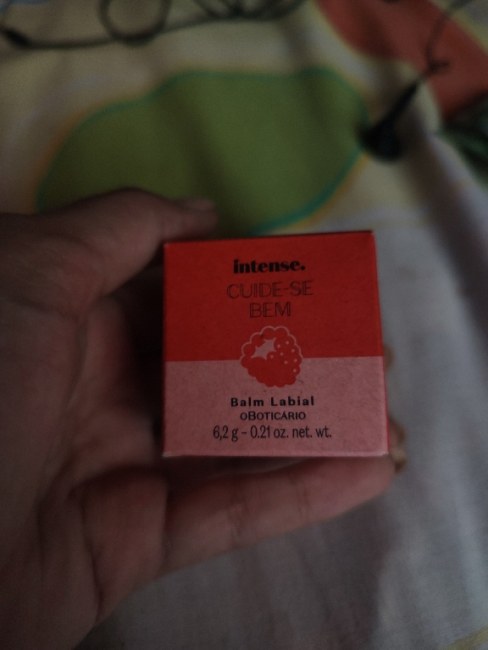 intense.
CUIDE-SE
BEM
Balm Labial
oBOTICÁRIO
6,2 g - 0.21 oz. net. wt.